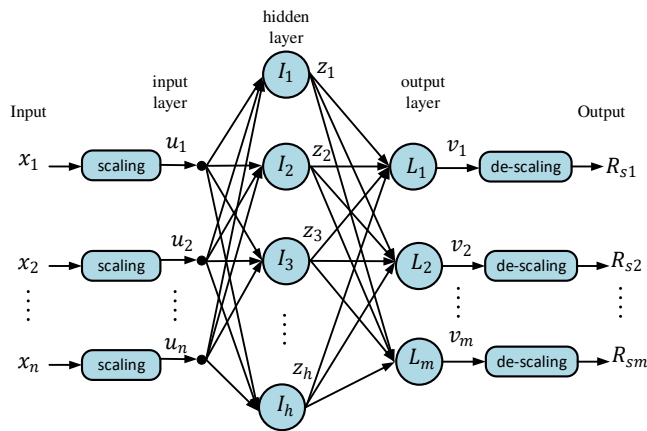 hidden
layer
input
layer
output
layer
Input
Output
I₁
z₁
x₁
scaling
u₁
I₂
z₂
L₁
v₁
de-scaling
Rₛ₁
x₂
scaling
u₂
I₃
z₃
L₂
v₂
de-scaling
Rₛ₂
xₙ
scaling
uₙ
Iₕ
zₕ
Lₘ
vₘ
de-scaling
Rₛₘ